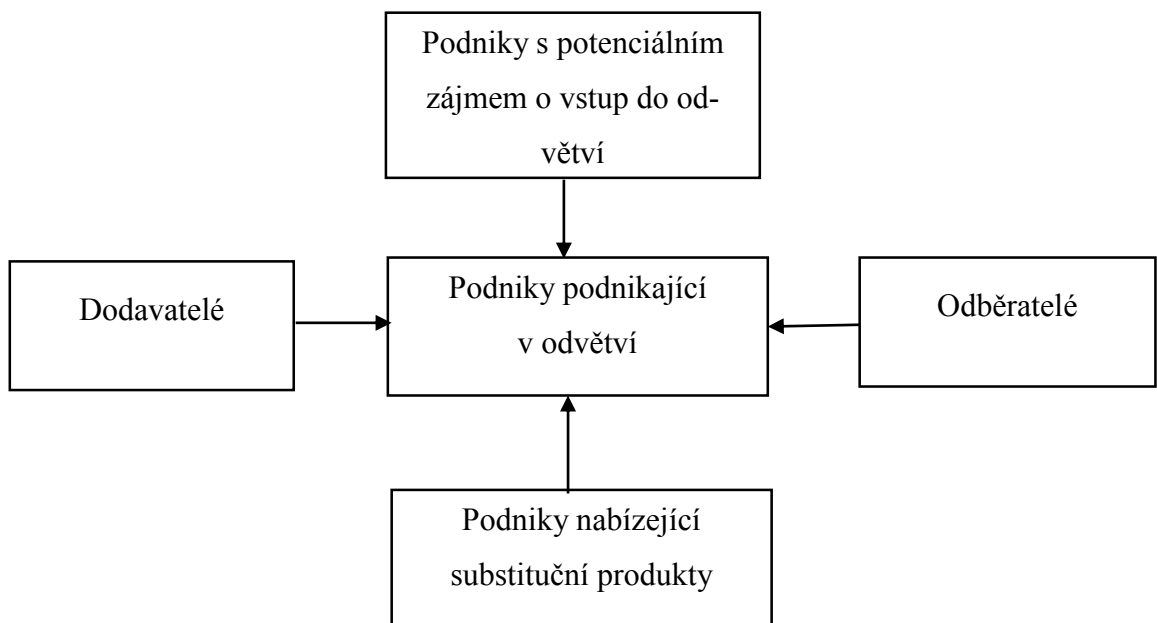 Podniky s potenciálním
zájmem o vstup do od-
větví
Dodavatelé
Podniky podnikající
v odvětví
Odběratelé
Podniky nabízející
substituční produkty